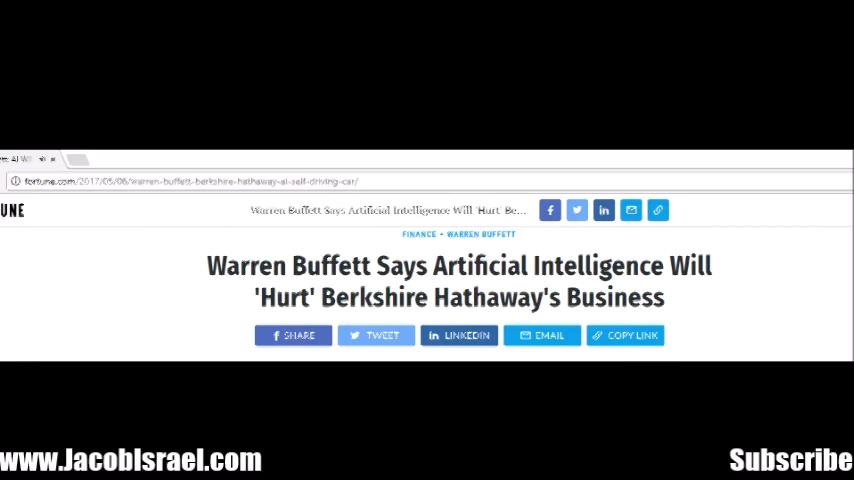 fortune.com/2017/05/06/warren-buffett-berkshire-hathaway-ai-self-driving-car/
UNE
Warren Buffett Says Artificial Intelligence Will 'Hurt' Be...
FINANCE • WARREN BUFFETT
Warren Buffett Says Artificial Intelligence Will
'Hurt' Berkshire Hathaway's Business
SHARE TWEET LINKEDIN EMAIL COPY LINK
www.JacobIsrael.com
Subscribe